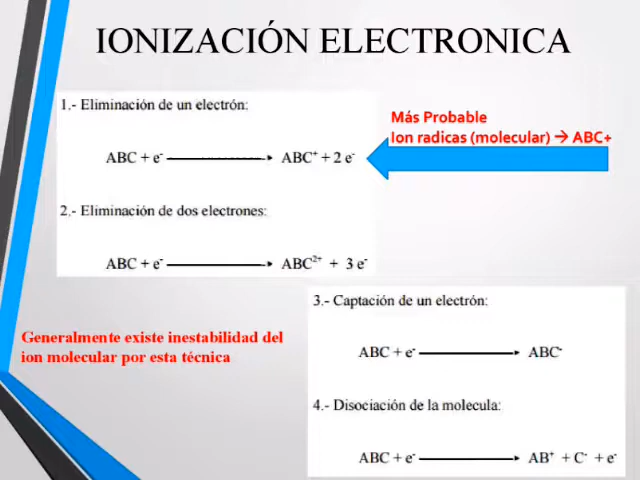 IONIZACIÓN ELECTRONICA
1.- Eliminación de un electrón:
Más Probable
Ion radicas (molecular) → ABC+
ABC + e⁻ → ABC⁺ + 2 e⁻
2.- Eliminación de dos electrones:
ABC + e⁻ → ABC²⁺ + 3 e⁻
3.- Captación de un electrón:
Generalmente existe inestabilidad del
ion molecular por esta técnica
ABC + e⁻ → ABC⁻
4.- Disociación de la molecula:
ABC + e⁻ → AB⁺ + C⁻ + e⁻